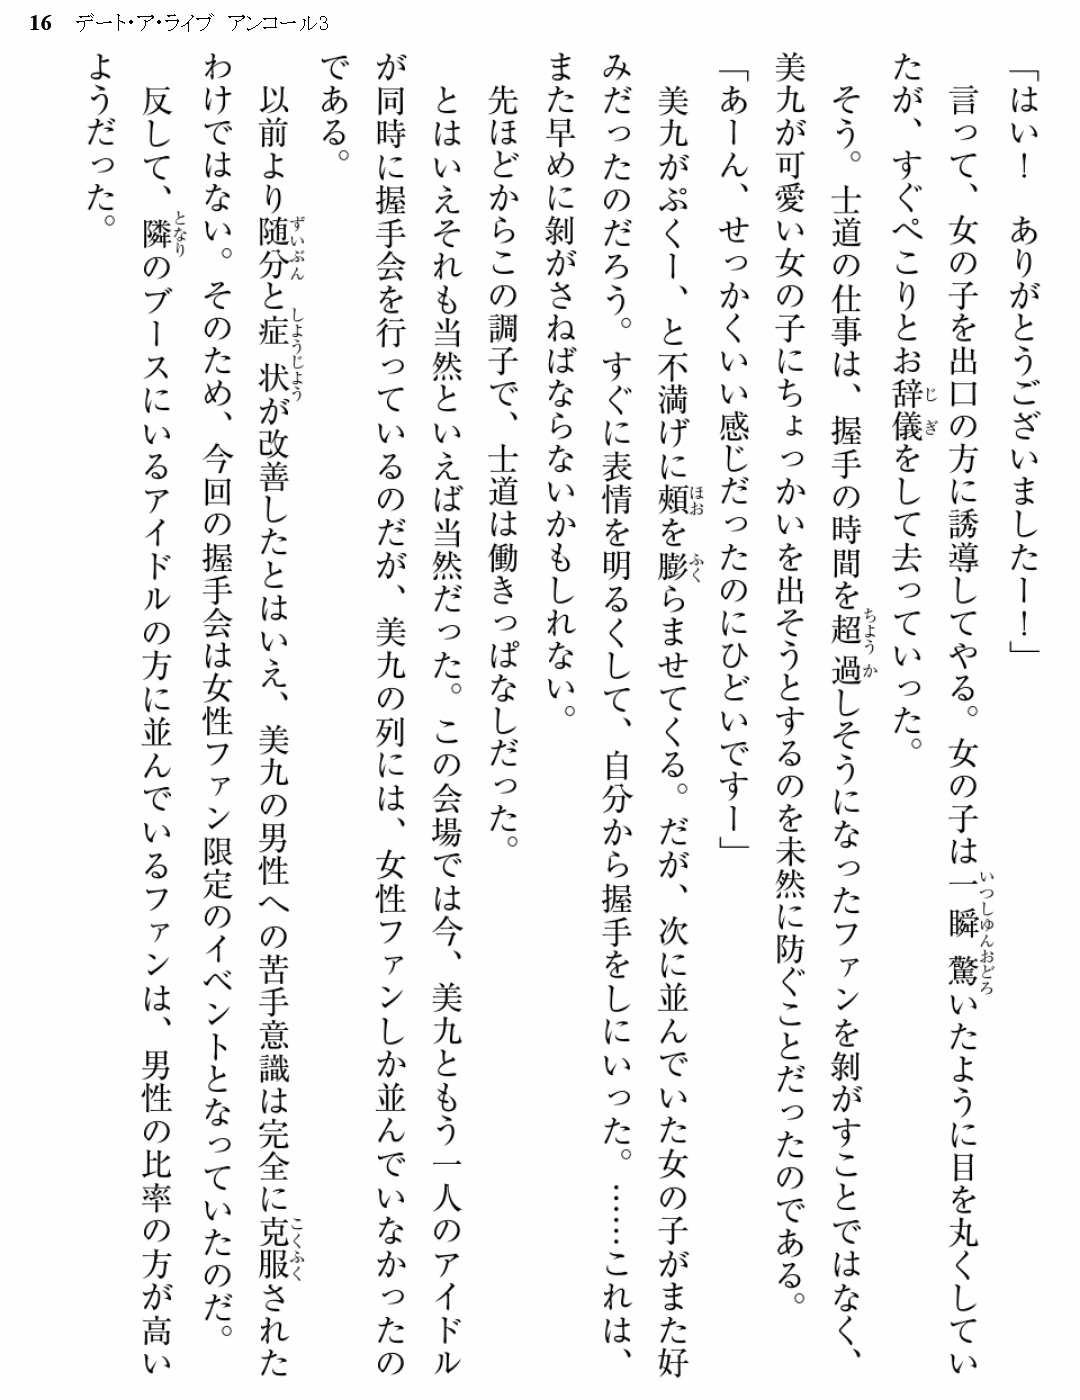 16 デート・ア・ライブ アンコール3
「はい！　ありがとうございましたー！」
　言って、女の子を出口の方に誘導してやる。女の子は一瞬驚いたように目を丸くしてい
たが、すぐぺこりとお辞儀をして去っていった。
　そう。士道の仕事は、握手の時間を超過しそうになったファンを剝がすことではなく、
美九が可愛い女の子にちょっかいを出そうとするのを未然に防ぐことだったのである。
「あーん、せっかくいい感じだったのにひどいですー」
　美九がぷくー、と不満げに頰を膨らませてくる。だが、次に並んでいた女の子がまた好
みだったのだろう。すぐに表情を明るくして、自分から握手をしにいった。……これは、
また早めに剝がさねばならないかもしれない。
　先ほどからこの調子で、士道は働きっぱなしだった。
　とはいえそれも当然といえば当然だった。この会場では今、美九ともう一人のアイドル
が同時に握手会を行っているのだが、美九の列には、女性ファンしか並んでいなかったの
である。
　以前より随分と症状が改善したとはいえ、美九の男性への苦手意識は完全に克服された
わけではない。そのため、今回の握手会は女性ファン限定のイベントとなっていたのだ。
　反して、隣のブースにいるアイドルの方に並んでいるファンは、男性の比率の方が高い
ようだった。